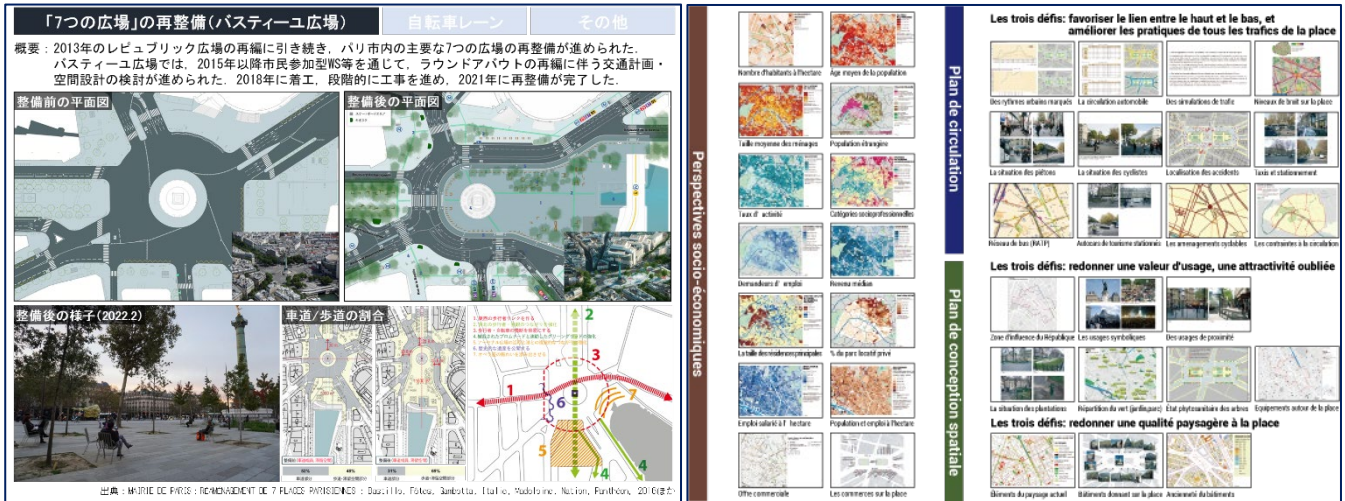 「7つの広場」の再整備(バスティーユ広場)
自転車レーン
その他
概要：2013年のレピュブリック広場の再編に引き続き，パリ市内の主要な7つの広場の再整備が進められた．
バスティーユ広場では，2015年以降市民参加型WS等を通じて，ラウンドアバウトの再編に伴う交通計画・
空間設計の検討が進められた．2018年に着工，段階的に工事を進め，2021年に再整備が完了した．
整備前の平面図
整備後の平面図
整備後の様子(2022.2)
車道/歩道の割合
1
2
3
4
4
5
6
7
出典：MAIRIE DE PARIS : REAMENAGEMENT DE 7 PLACES PARISIENNES : Bastille, Fêtes, Gambetta, Italie, Madeleine, Nation, Panthéon, 2016ほか
Perspectives socio-économiques
Nombre d'habitants à l'hectare
Âge moyen de la population
Taille moyenne des ménages
Population étrangère
Taux d' activité
Catégories socioprofessionnelles
Demandeurs d' emploi
Revenu médian
La taille des résidences principales
% du parc locatif privé
Emploi salarié à l' hectare
Population et emploi à l'hectare
Offre commerciale
Les commerces sur la place
Plan de circulation
Les trois défis: favoriser le lien entre le haut et le bas, et
améliorer les pratiques de tous les trafics de la place
Des rythmes urbains marqués
La circulation automobile
Des simulations de trafic
Niveaux de bruit sur la place
La situation des piétons
La situation des cyclistes
Localisation des accidents
Taxis et stationnement
Réseau de bus (RATP)
Autocars de tourisme stationnés
Les amenagements cyclables
Les contraintes à la circulation
Plan de conception spatiale
Les trois défis: redonner une valeur d'usage, une attractivité oubliée
Zone d'influence du République
Les usages symboliques
Des usages de proximité
La situation des plantations
Répartition du vert (jardin,parc)
État phytosanitaire des arbres
Equipements autour de la place
Les trois défis: redonner une qualité paysagère à la place
Éléments du paysage actuel
Bâtiments donnant sur la place
Ancienneté du bâtiments